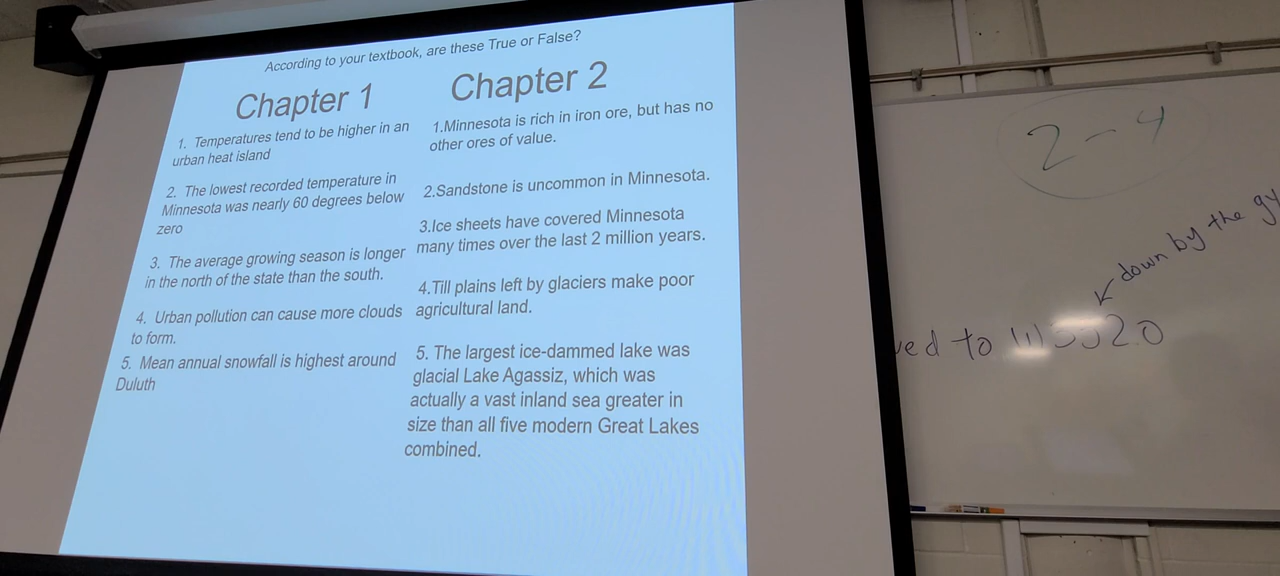 According to your textbook, are these True or False?
Chapter 1
1. Temperatures tend to be higher in an
urban heat island
2. The lowest recorded temperature in
Minnesota was nearly 60 degrees below
zero
3. The average growing season is longer
in the north of the state than the south.
4. Urban pollution can cause more clouds
to form.
5. Mean annual snowfall is highest around
Duluth
Chapter 2
1.Minnesota is rich in iron ore, but has no
other ores of value.
2.Sandstone is uncommon in Minnesota.
3.Ice sheets have covered Minnesota
many times over the last 2 million years.
4.Till plains left by glaciers make poor
agricultural land.
5. The largest ice-dammed lake was
glacial Lake Agassiz, which was
actually a vast inland sea greater in
size than all five modern Great Lakes
combined.
2-4
down by the
to